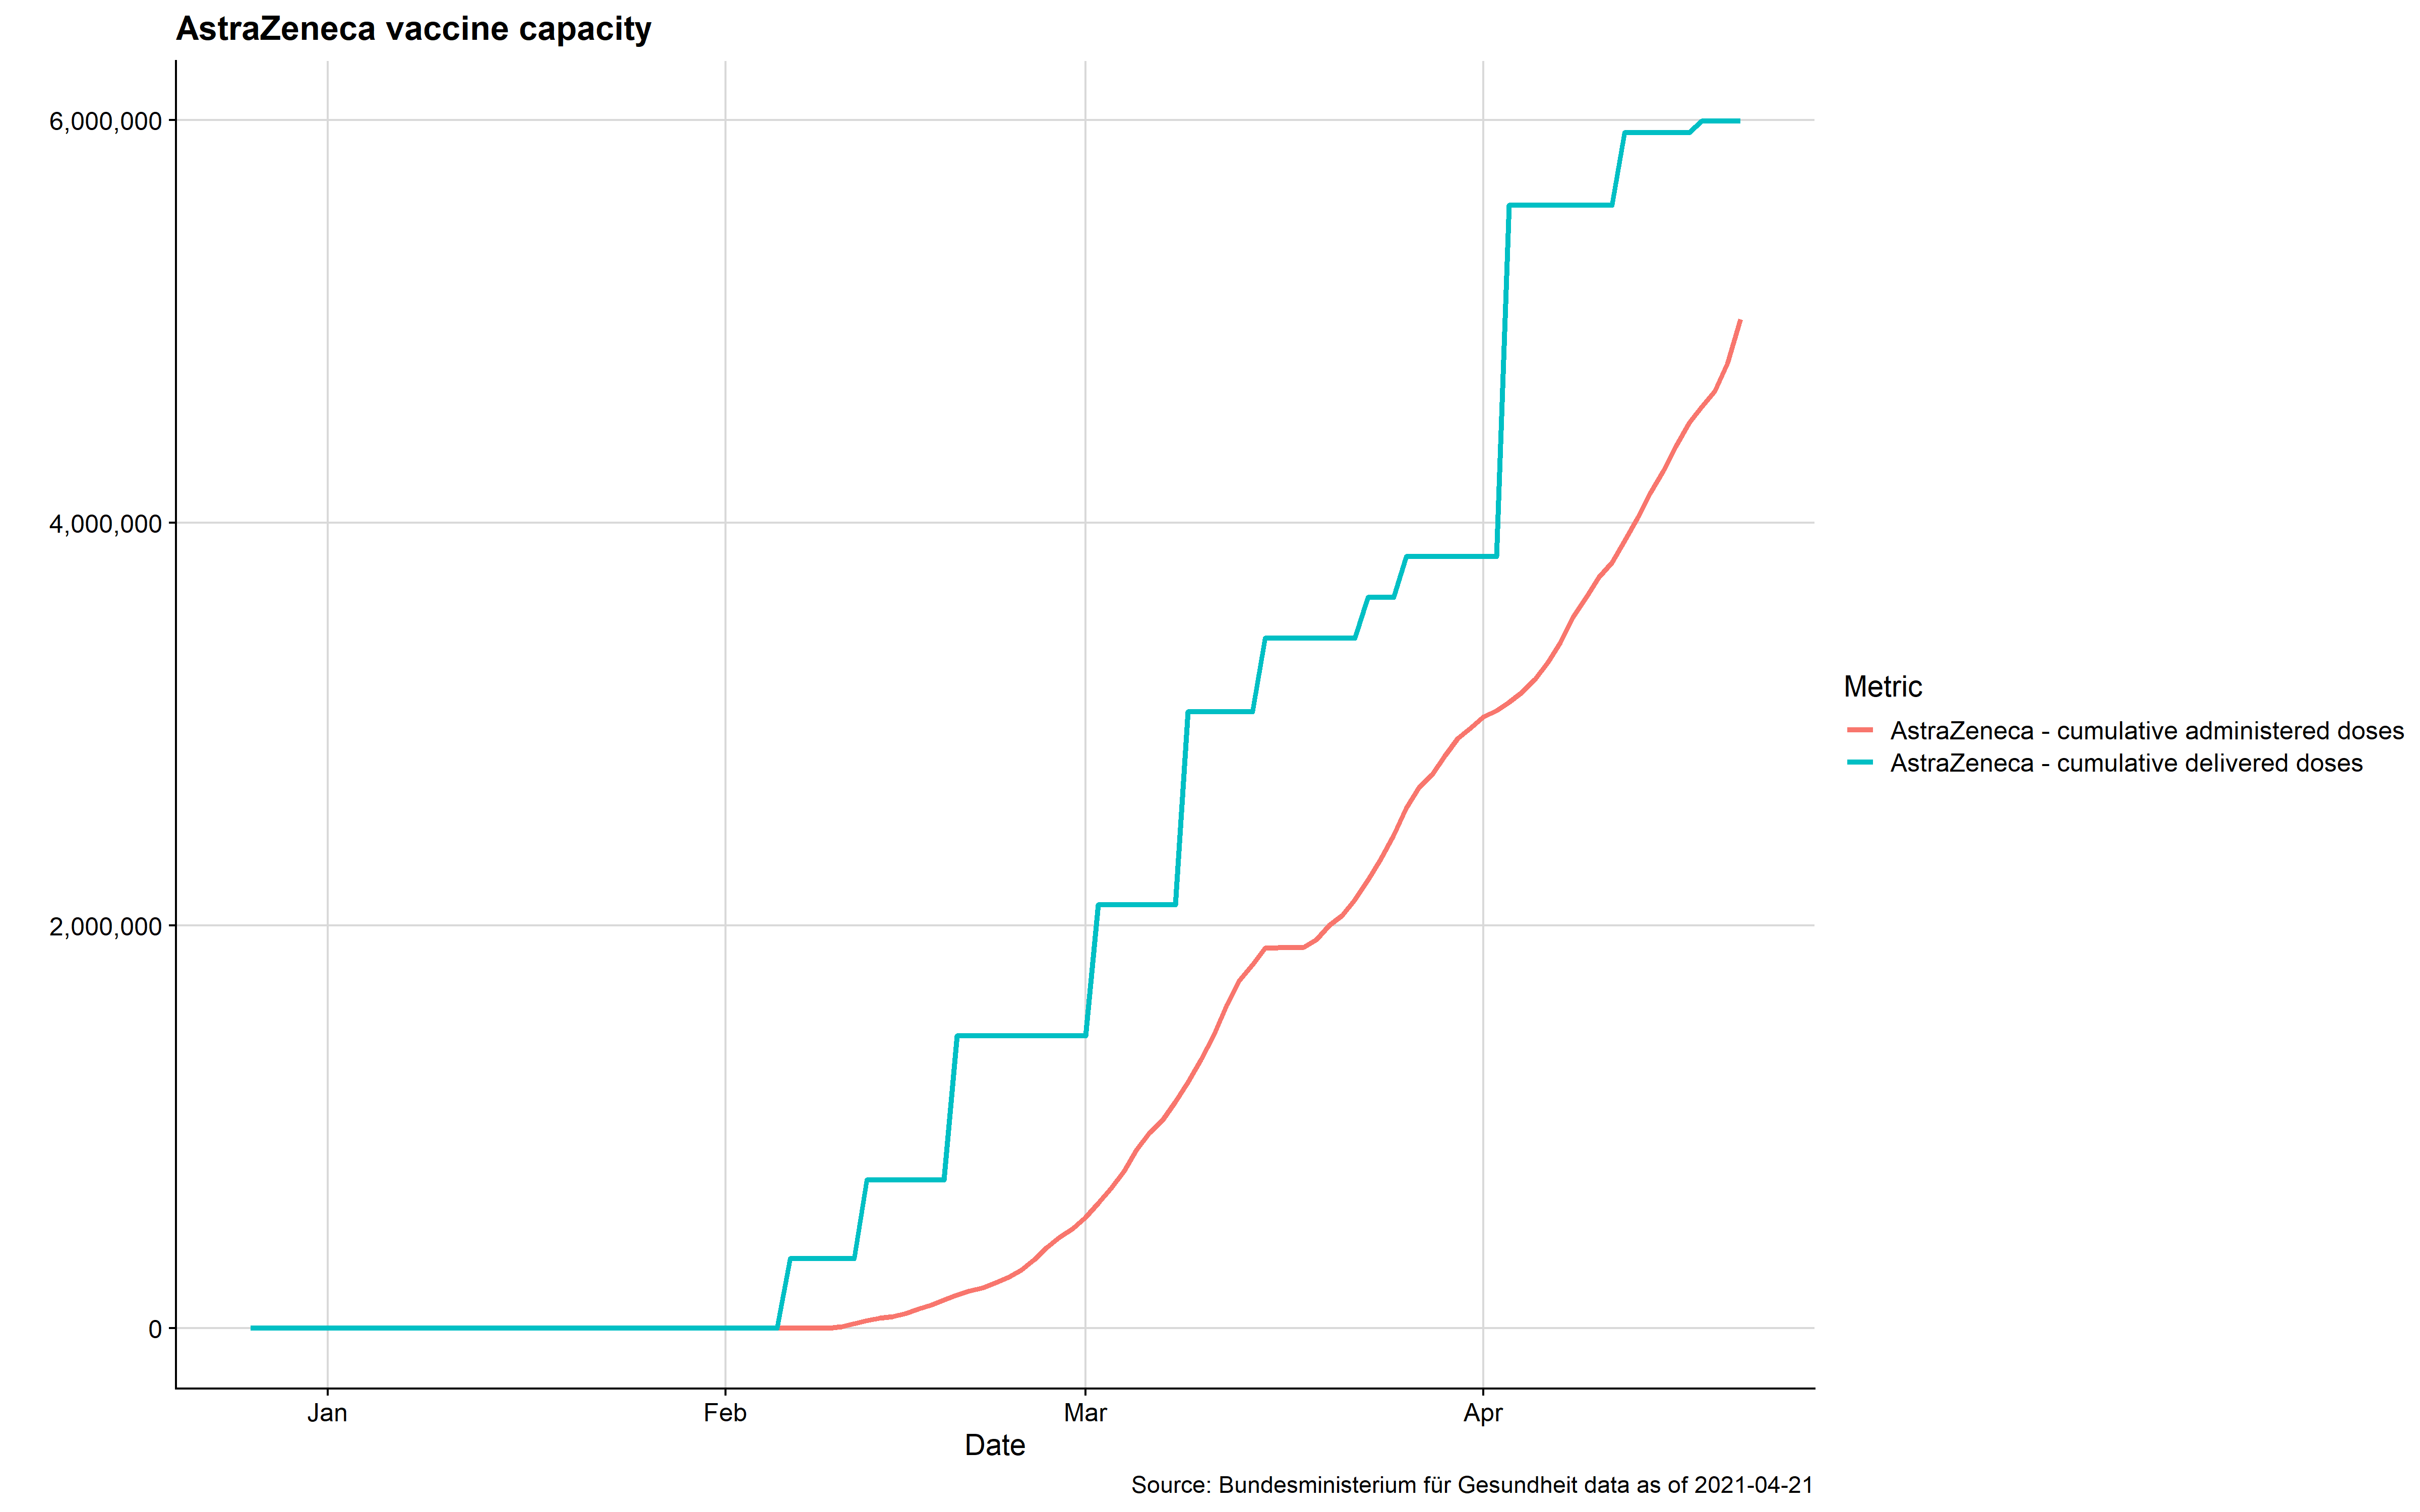 AstraZeneca vaccine capacity
6,000,000
4,000,000
2,000,000
0
Jan Feb Mar Apr
Date
Metric
AstraZeneca - cumulative administered doses
AstraZeneca - cumulative delivered doses
Source: Bundesministerium für Gesundheit data as of 2021-04-21